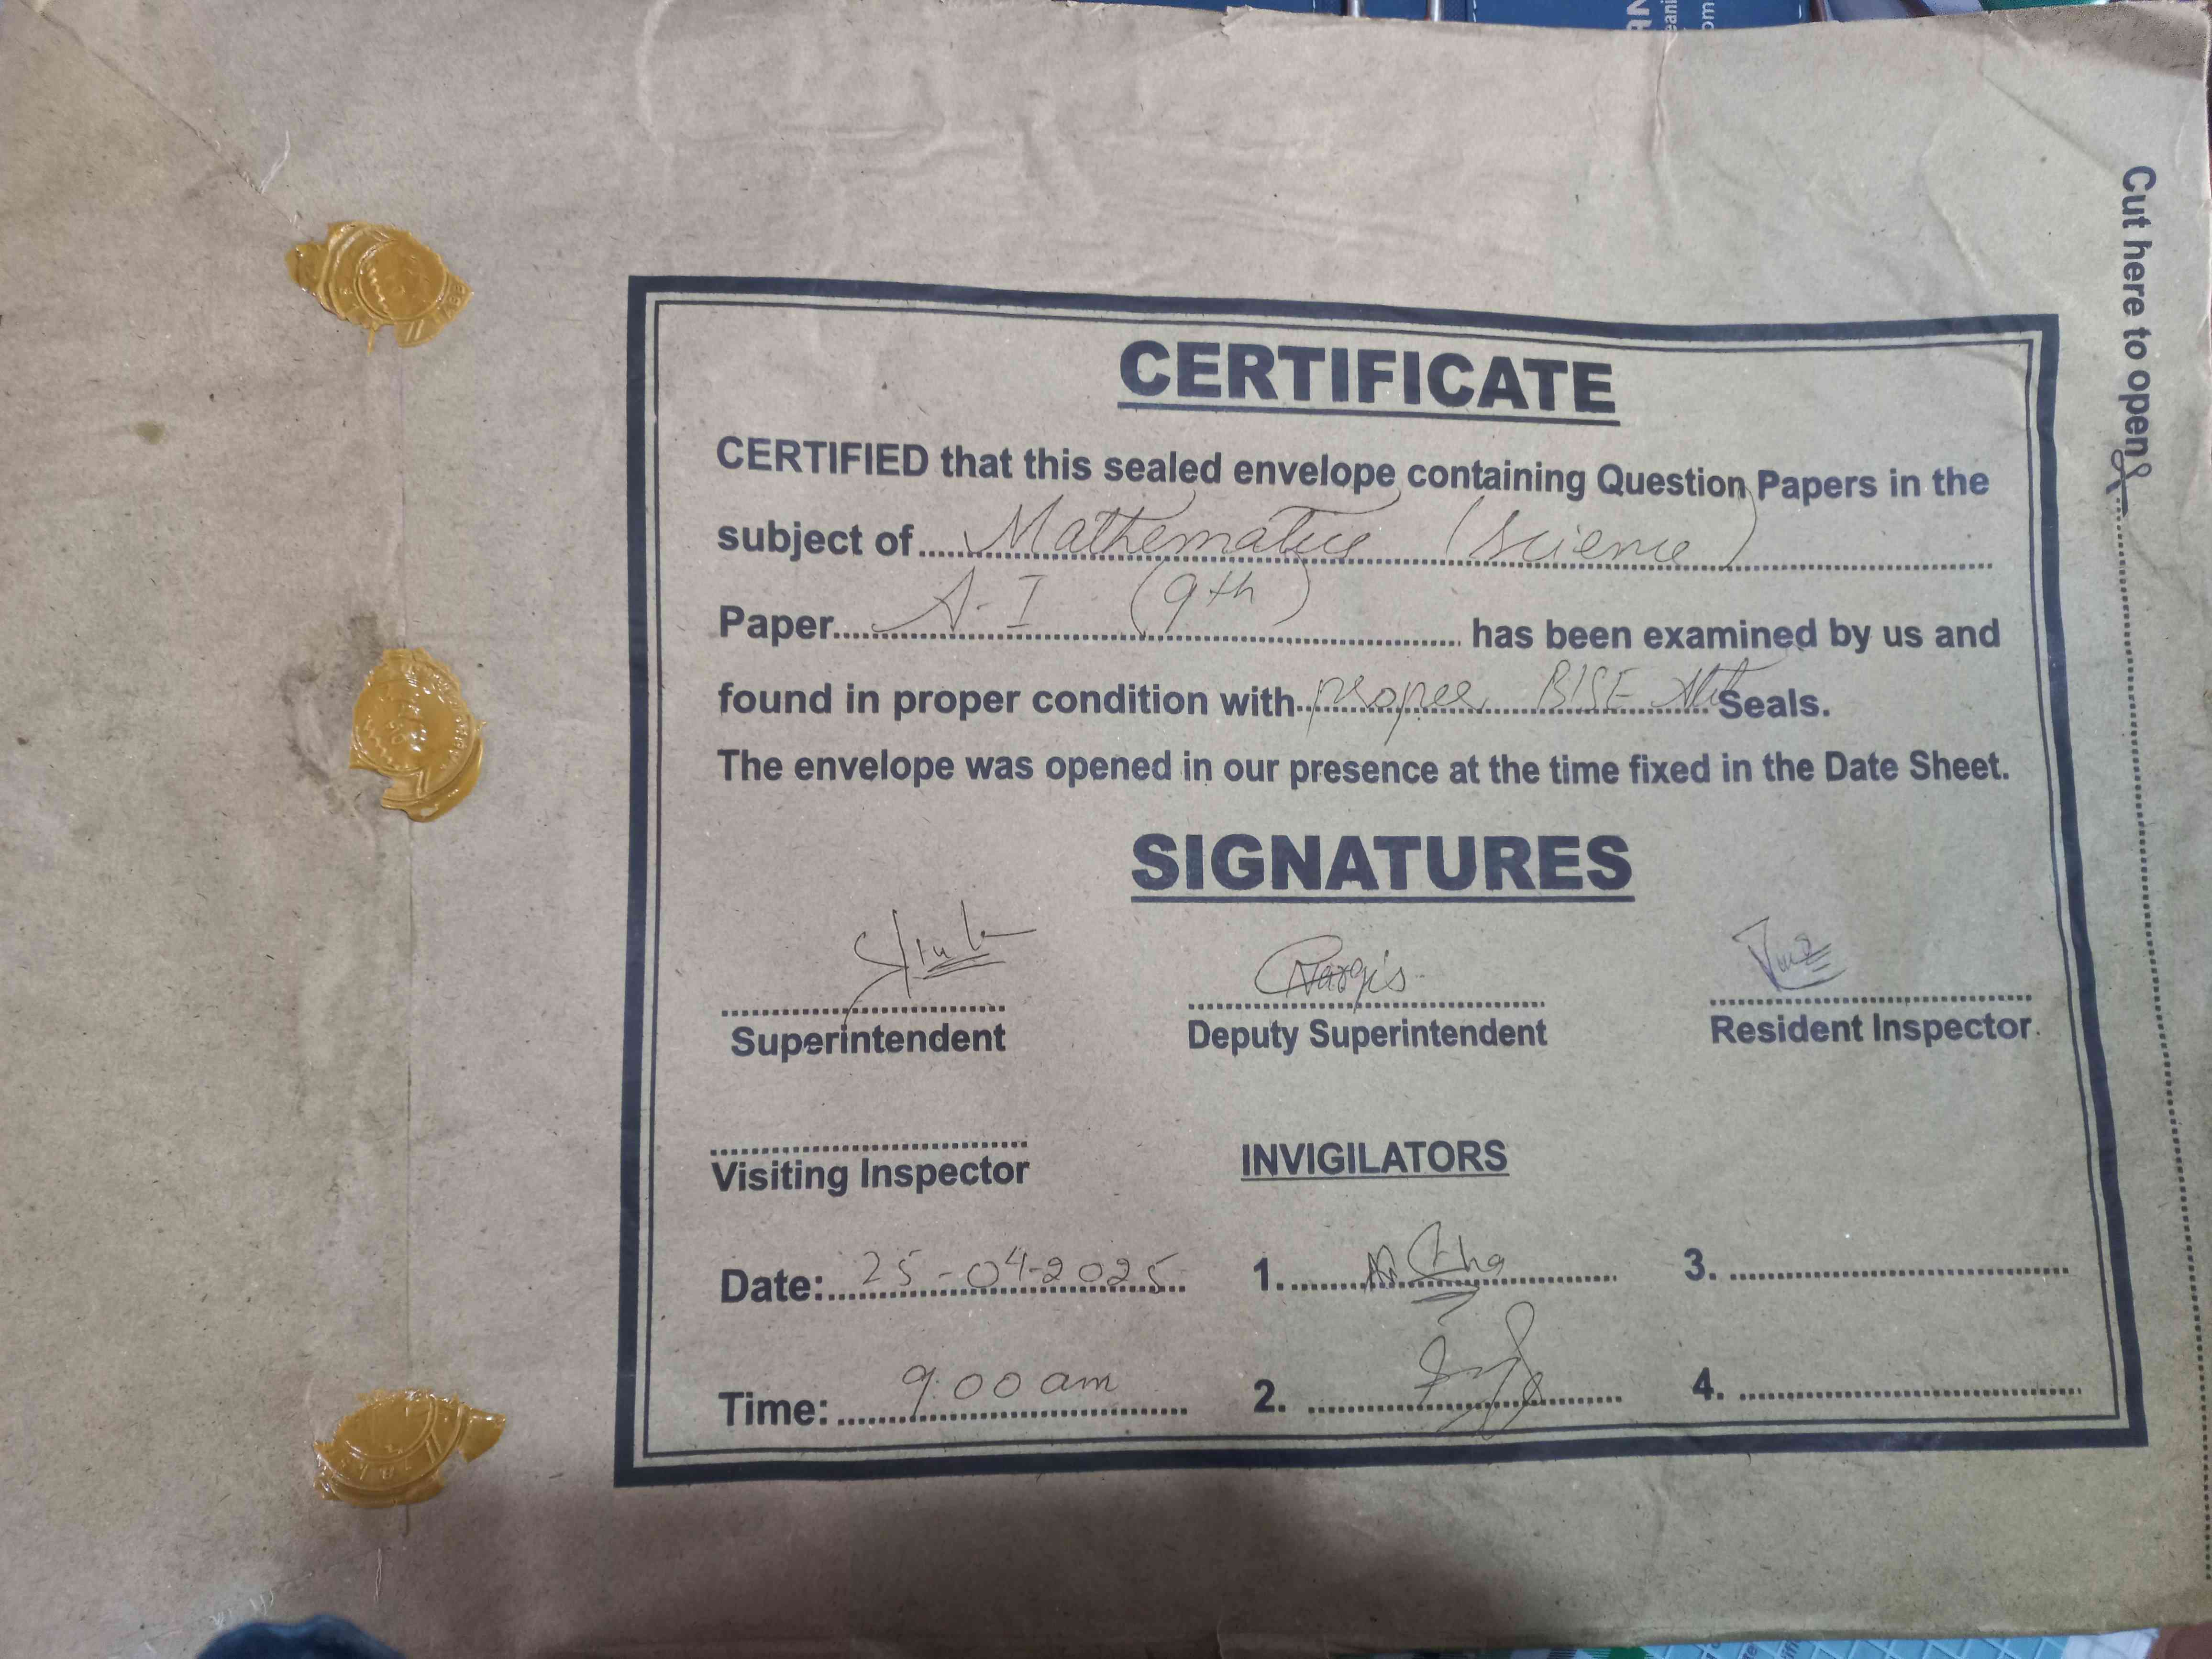 CERTIFICATE
CERTIFIED that this sealed envelope containing Question Papers in the
subject of Mathematics (Science)
Paper A-I (9th) has been examined by us and
found in proper condition with proper BISE Seals.
The envelope was opened in our presence at the time fixed in the Date Sheet.
SIGNATURES
Nargis
Superintendent Deputy Superintendent Resident Inspector
Visiting Inspector INVIGILATORS
Date: 25-04-2025 1. 3.
Time: 9:00 am 2. 4.
Cut here to open